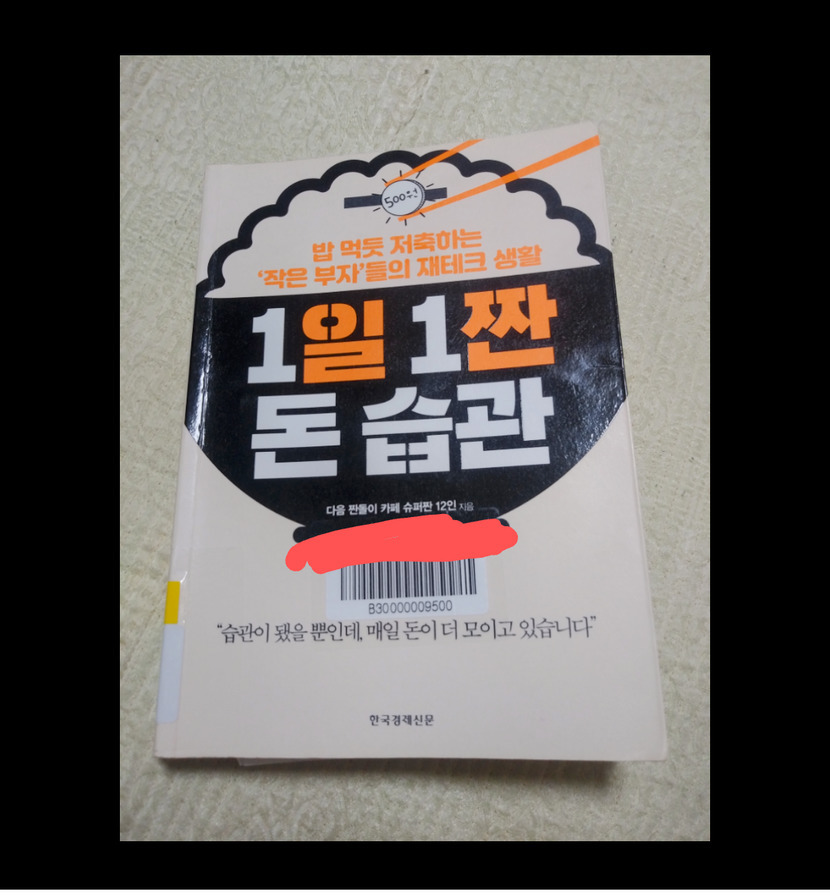 500원
밥 먹듯 저축하는
‘작은 부자’들의 재테크 생활
1일 1짠
돈 습관
다음 짠돌이 카페 슈퍼짠 12인 지음
B30000009500
“습관이 됐을 뿐인데, 매일 돈이 더 모이고 있습니다”
한국경제신문